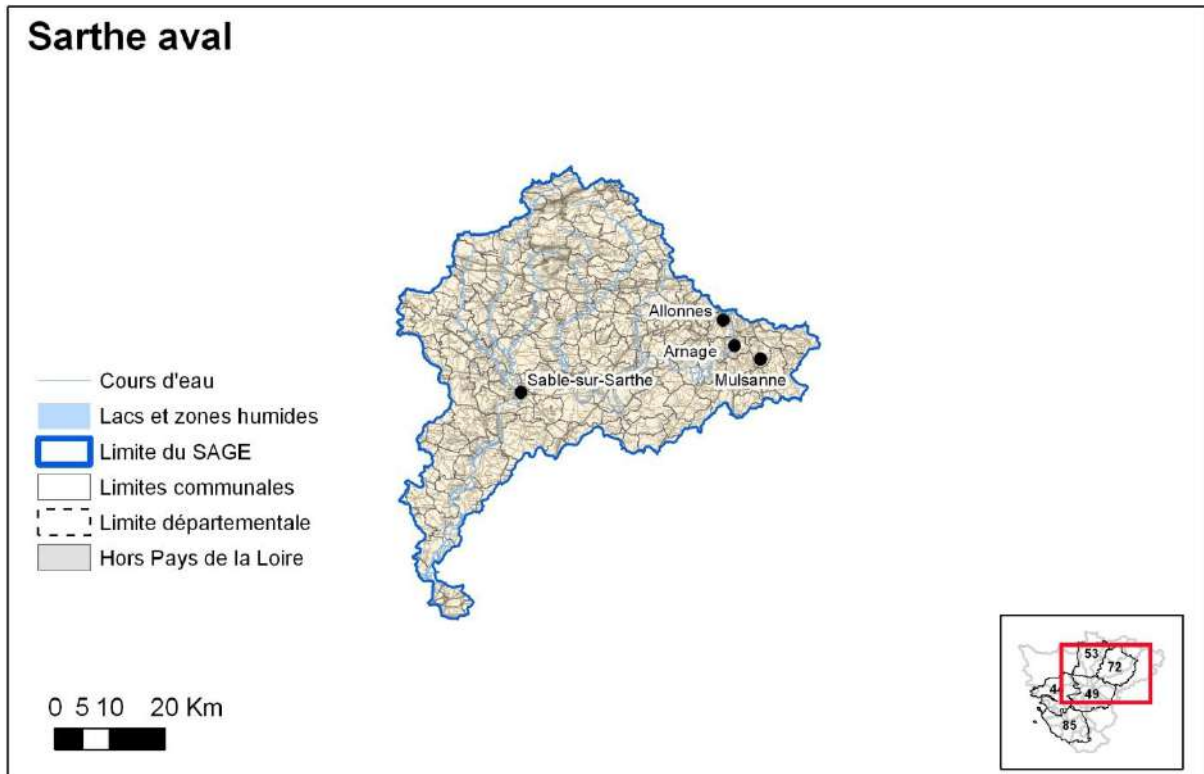 Sarthe aval
Allonnes
Arnage
Mulsanne
Sable-sur-Sarthe
Cours d'eau
Lacs et zones humides
Limite du SAGE
Limites communales
Limite départementale
Hors Pays de la Loire
0 5 10 20 Km
53
72
49
85